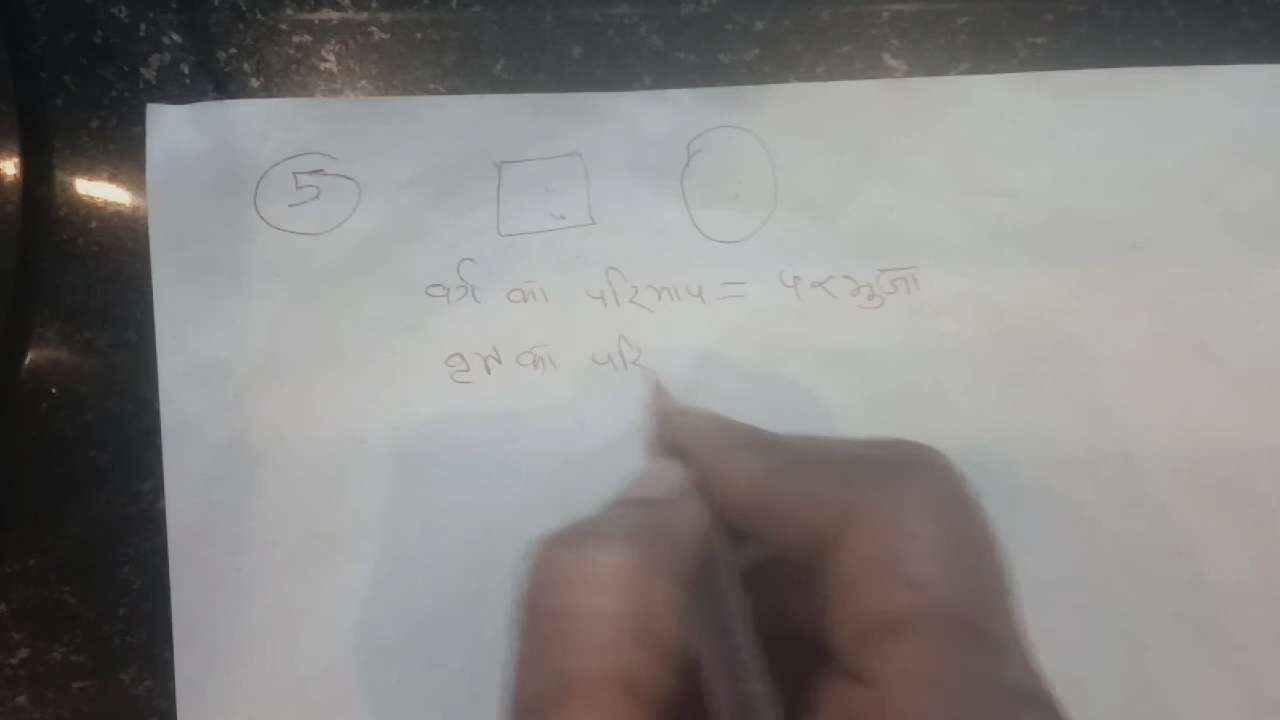 5
वर्ग का परिमाप = 4 × भुजा
वृत्त का परि